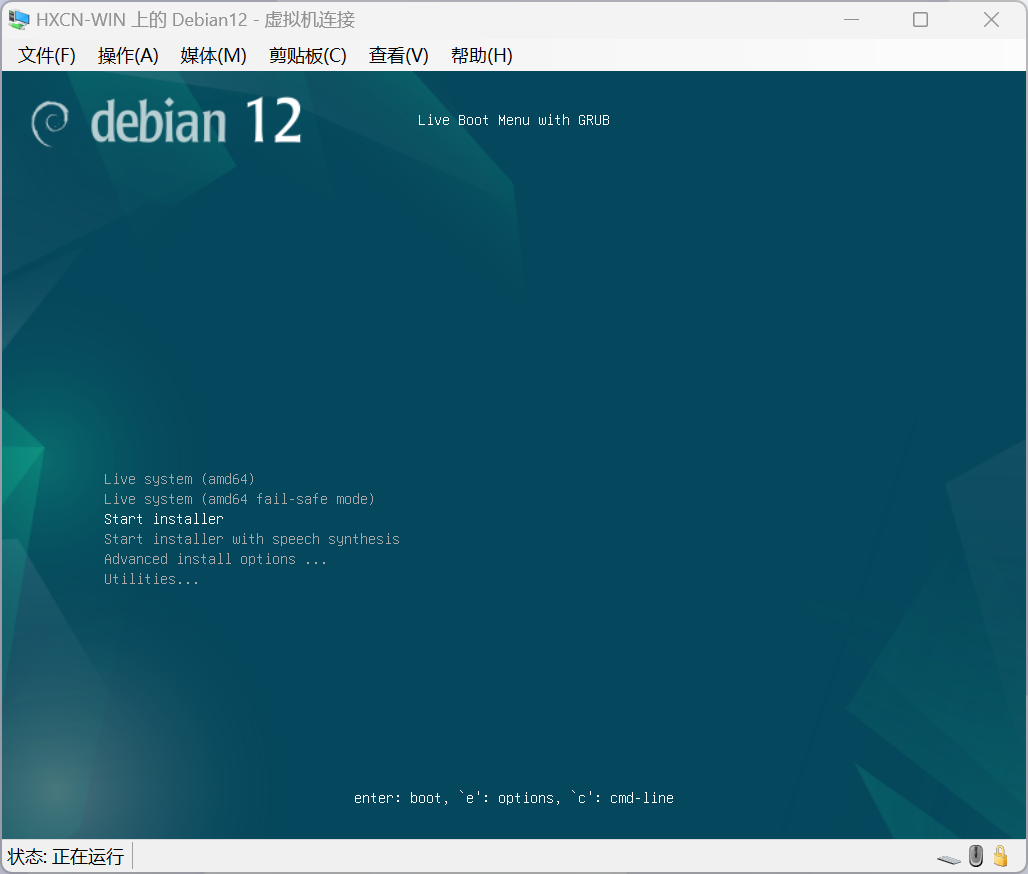 HXCN-WIN 上的 Debian12 - 虚拟机连接
文件(F) 操作(A) 媒体(M) 剪贴板(C) 查看(V) 帮助(H)
debian 12
Live Boot Menu with GRUB
Live system (amd64)
Live system (amd64 fail-safe mode)
Start installer
Start installer with speech synthesis
Advanced install options ...
Utilities...
enter: boot, `e': options, `c': cmd-line
状态: 正在运行